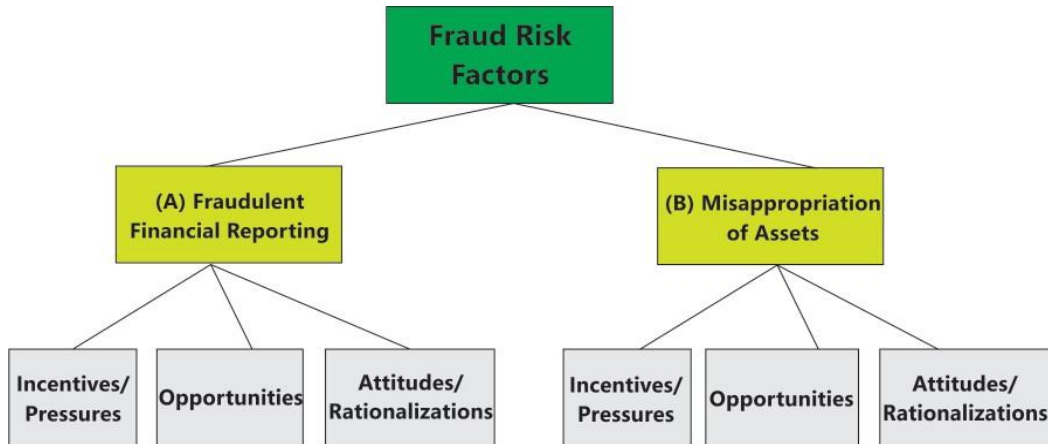 Fraud Risk
Factors
(A) Fraudulent
Financial Reporting
(B) Misappropriation
of Assets
Incentives/
Pressures
Opportunities
Attitudes/
Rationalizations
Incentives/
Pressures
Opportunities
Attitudes/
Rationalizations